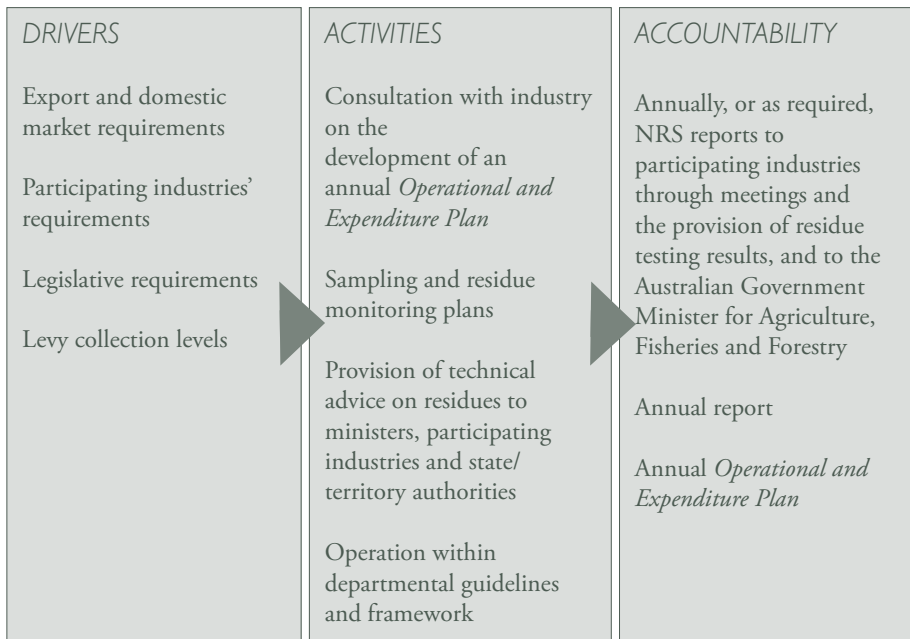 DRIVERS
Export and domestic
market requirements
Participating industries’
requirements
Legislative requirements
Levy collection levels
ACTIVITIES
Consultation with industry
on the
development of an
annual Operational and
Expenditure Plan
Sampling and residue
monitoring plans
Provision of technical
advice on residues to
ministers, participating
industries and state/
territory authorities
Operation within
departmental guidelines
and framework
ACCOUNTABILITY
Annually, or as required,
NRS reports to
participating industries
through meetings and
the provision of residue
testing results, and to the
Australian Government
Minister for Agriculture,
Fisheries and Forestry
Annual report
Annual Operational and
Expenditure Plan